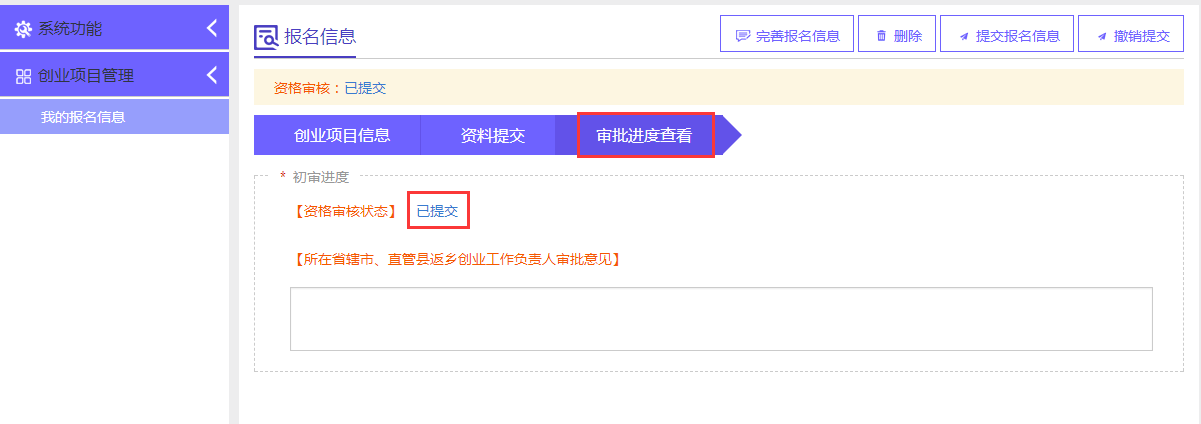 系统功能
创业项目管理
我的报名信息
报名信息
完善报名信息
删除
提交报名信息
撤销提交
资格审核：已提交
创业项目信息
资料提交
审批进度查看
* 初审进度
【资格审核状态】 已提交
【所在省辖市、直管县返乡创业工作负责人审批意见】